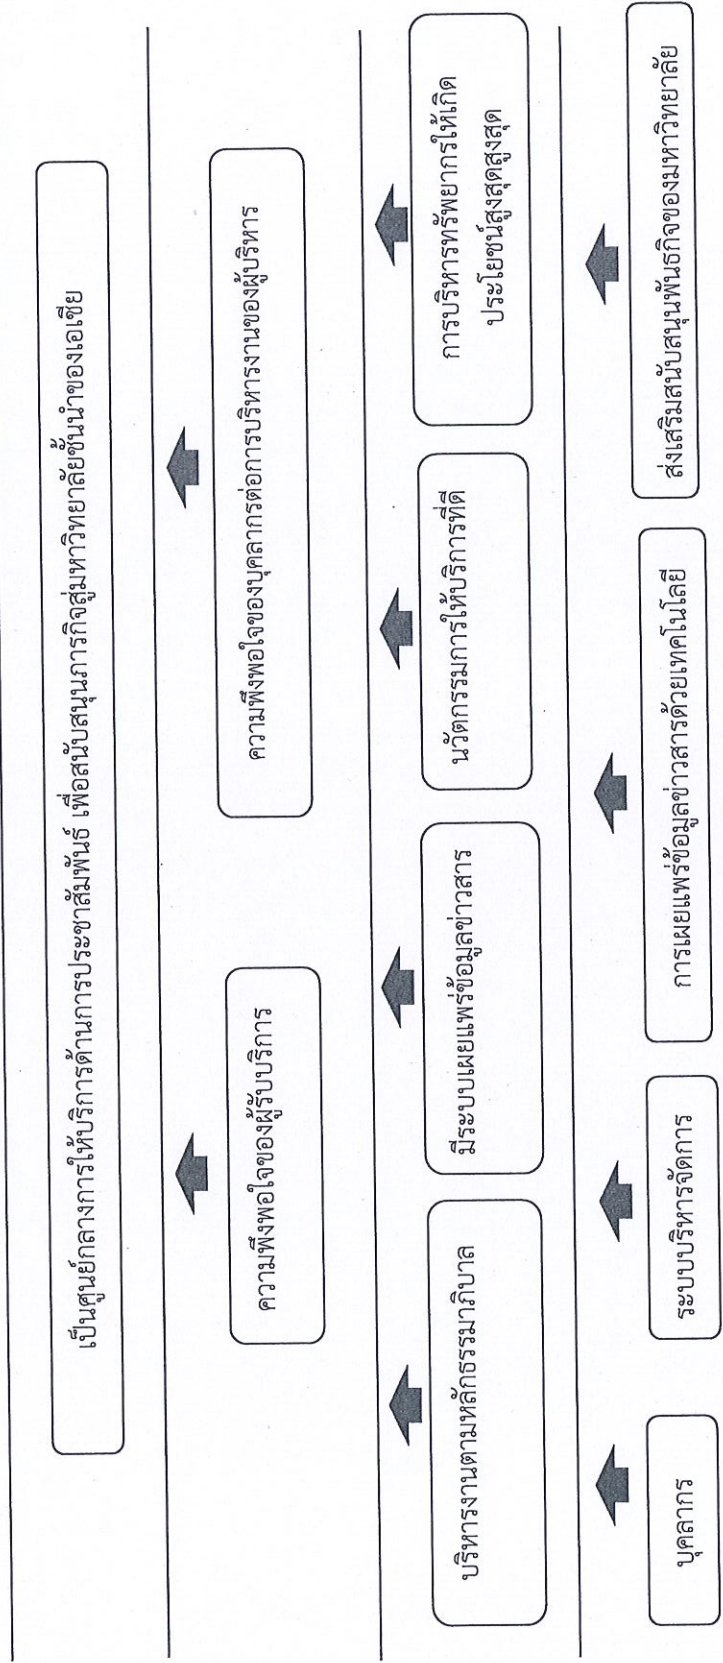 เป็นศูนย์กลางการให้บริการด้านการประชาสัมพันธ์ เพื่อสนับสนุนภารกิจสู่มหาวิทยาลัยชั้นนำของเอเชีย
ความพึงพอใจของผู้รับบริการ
ความพึงพอใจของบุคลากรต่อการบริหารงานของผู้บริหาร
บริหารงานตามหลักธรรมาภิบาล
มีระบบเผยแพร่ข้อมูลข่าวสาร
นวัตกรรมการให้บริการที่ดี
การบริหารทรัพยากรให้เกิด
ประโยชน์สูงสุดสูงสุด
บุคลากร
ระบบบริหารจัดการ
การเผยแพร่ข้อมูลข่าวสารด้วยเทคโนโลยี
ส่งเสริมสนับสนุนพันธกิจของมหาวิทยาลัย